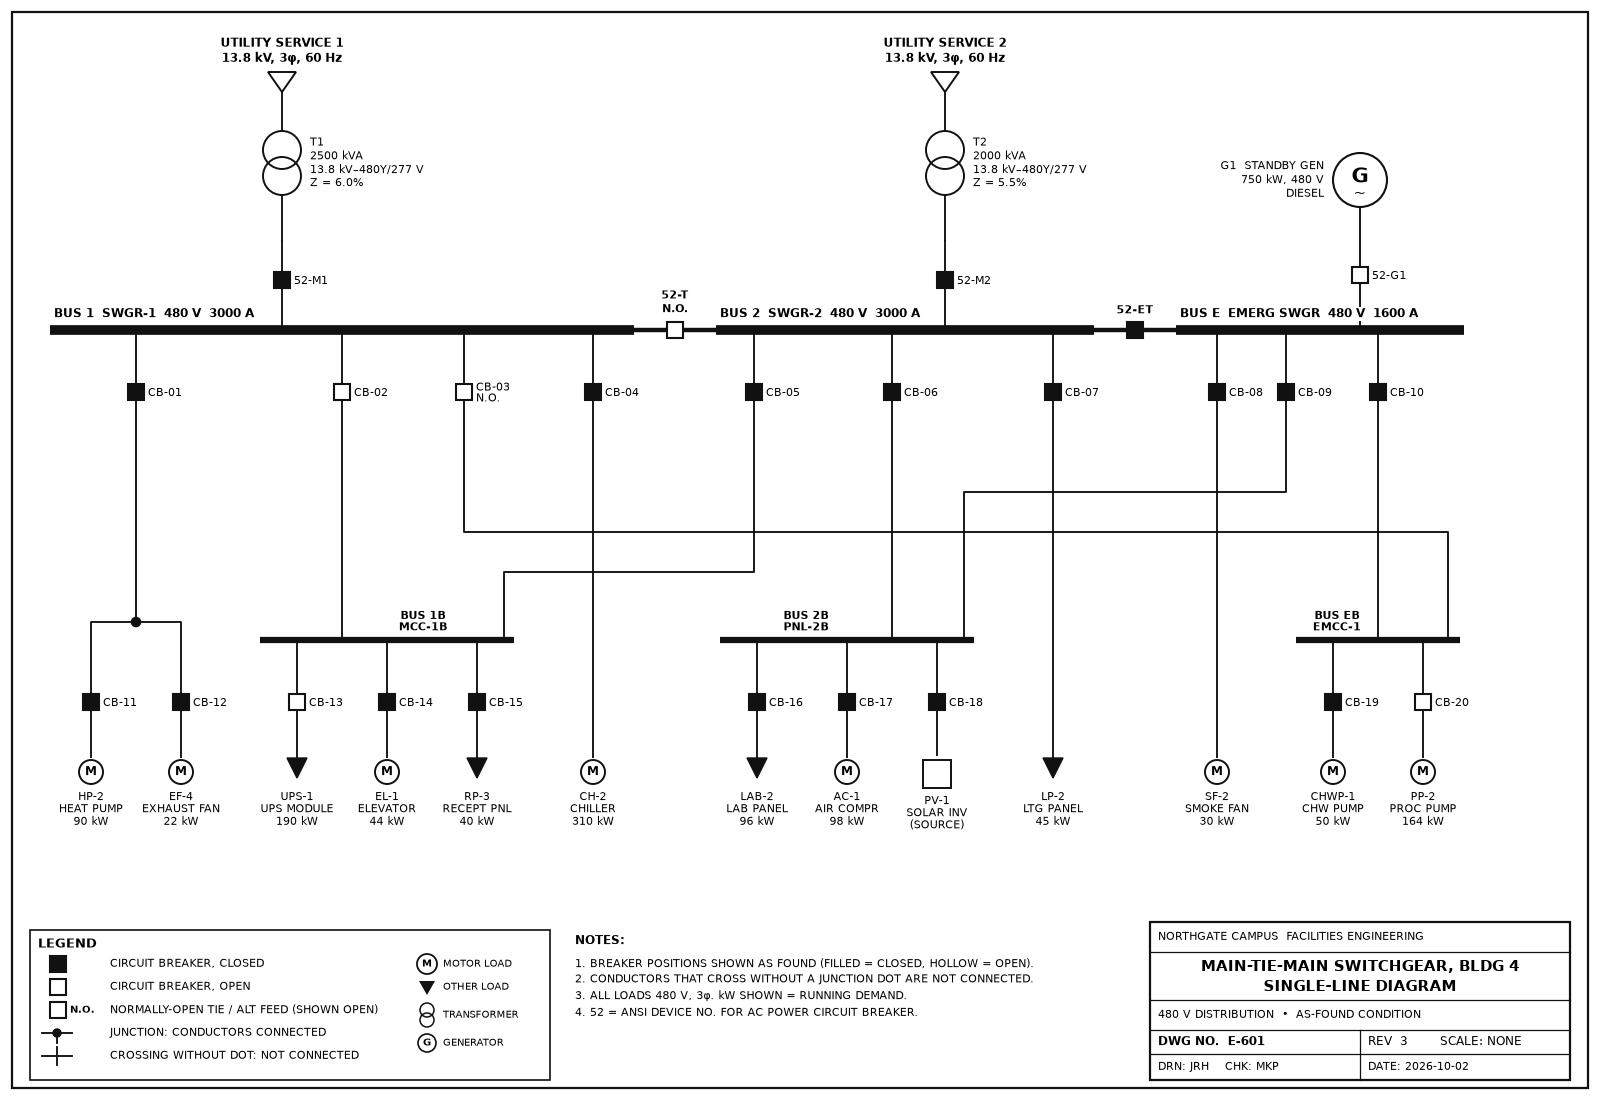 UTILITY SERVICE 1
13.8 kV, 3φ, 60 Hz
UTILITY SERVICE 2
13.8 kV, 3φ, 60 Hz
T1
2500 kVA
13.8 kV–480Y/277 V
Z = 6.0%
T2
2000 kVA
13.8 kV–480Y/277 V
Z = 5.5%
G1 STANDBY GEN
750 kW, 480 V
DIESEL
G
~
52-M1
52-M2
52-G1
52-T
N.O.
52-ET
BUS 1 SWGR-1 480 V 3000 A
BUS 2 SWGR-2 480 V 3000 A
BUS E EMERG SWGR 480 V 1600 A
CB-01
CB-02
CB-03
N.O.
CB-04
CB-05
CB-06
CB-07
CB-08
CB-09
CB-10
BUS 1B
MCC-1B
BUS 2B
PNL-2B
BUS EB
EMCC-1
CB-11
CB-12
CB-13
CB-14
CB-15
CB-16
CB-17
CB-18
CB-19
CB-20
M
HP-2
HEAT PUMP
90 kW
M
EF-4
EXHAUST FAN
22 kW
UPS-1
UPS MODULE
190 kW
M
EL-1
ELEVATOR
44 kW
RP-3
RECEPT PNL
40 kW
M
CH-2
CHILLER
310 kW
LAB-2
LAB PANEL
96 kW
M
AC-1
AIR COMPR
98 kW
PV-1
SOLAR INV
(SOURCE)
LP-2
LTG PANEL
45 kW
M
SF-2
SMOKE FAN
30 kW
M
CHWP-1
CHW PUMP
50 kW
M
PP-2
PROC PUMP
164 kW
LEGEND
CIRCUIT BREAKER, CLOSED
CIRCUIT BREAKER, OPEN
N.O. NORMALLY-OPEN TIE / ALT FEED (SHOWN OPEN)
JUNCTION: CONDUCTORS CONNECTED
CROSSING WITHOUT DOT: NOT CONNECTED
M MOTOR LOAD
OTHER LOAD
TRANSFORMER
G GENERATOR
NOTES:
1. BREAKER POSITIONS SHOWN AS FOUND (FILLED = CLOSED, HOLLOW = OPEN).
2. CONDUCTORS THAT CROSS WITHOUT A JUNCTION DOT ARE NOT CONNECTED.
3. ALL LOADS 480 V, 3φ. kW SHOWN = RUNNING DEMAND.
4. 52 = ANSI DEVICE NO. FOR AC POWER CIRCUIT BREAKER.
NORTHGATE CAMPUS FACILITIES ENGINEERING
MAIN-TIE-MAIN SWITCHGEAR, BLDG 4
SINGLE-LINE DIAGRAM
480 V DISTRIBUTION • AS-FOUND CONDITION
DWG NO. E-601
REV 3 SCALE: NONE
DRN: JRH CHK: MKP
DATE: 2026-10-02